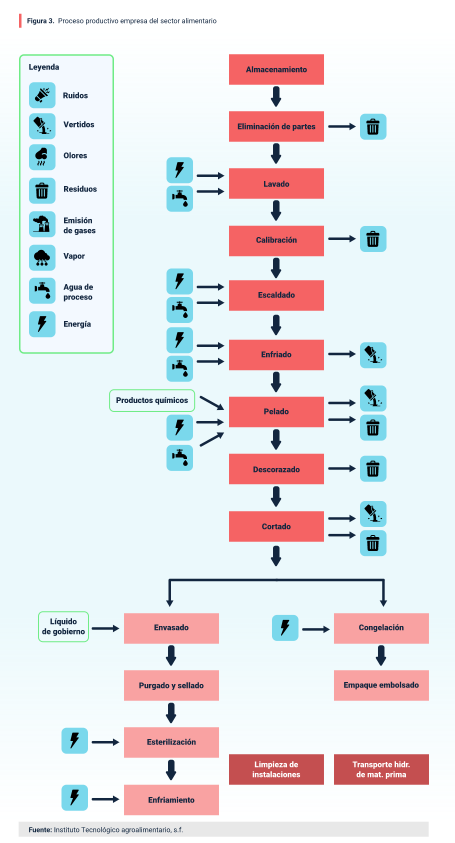 Figura 3. Proceso productivo empresa del sector alimentario
Leyenda
Ruidos
Vertidos
Olores
Residuos
Emisión
de gases
Vapor
Agua de
proceso
Energía
Almacenamiento
Eliminación de partes
Lavado
Calibración
Escaldado
Enfriado
Productos químicos
Pelado
Descorazado
Cortado
Líquido
de gobierno
Envasado
Congelación
Purgado y sellado
Empaque embolsado
Esterilización
Limpieza de
instalaciones
Transporte hidr.
de mat. prima
Enfriamiento
Fuente: Instituto Tecnológico agroalimentario, s.f.